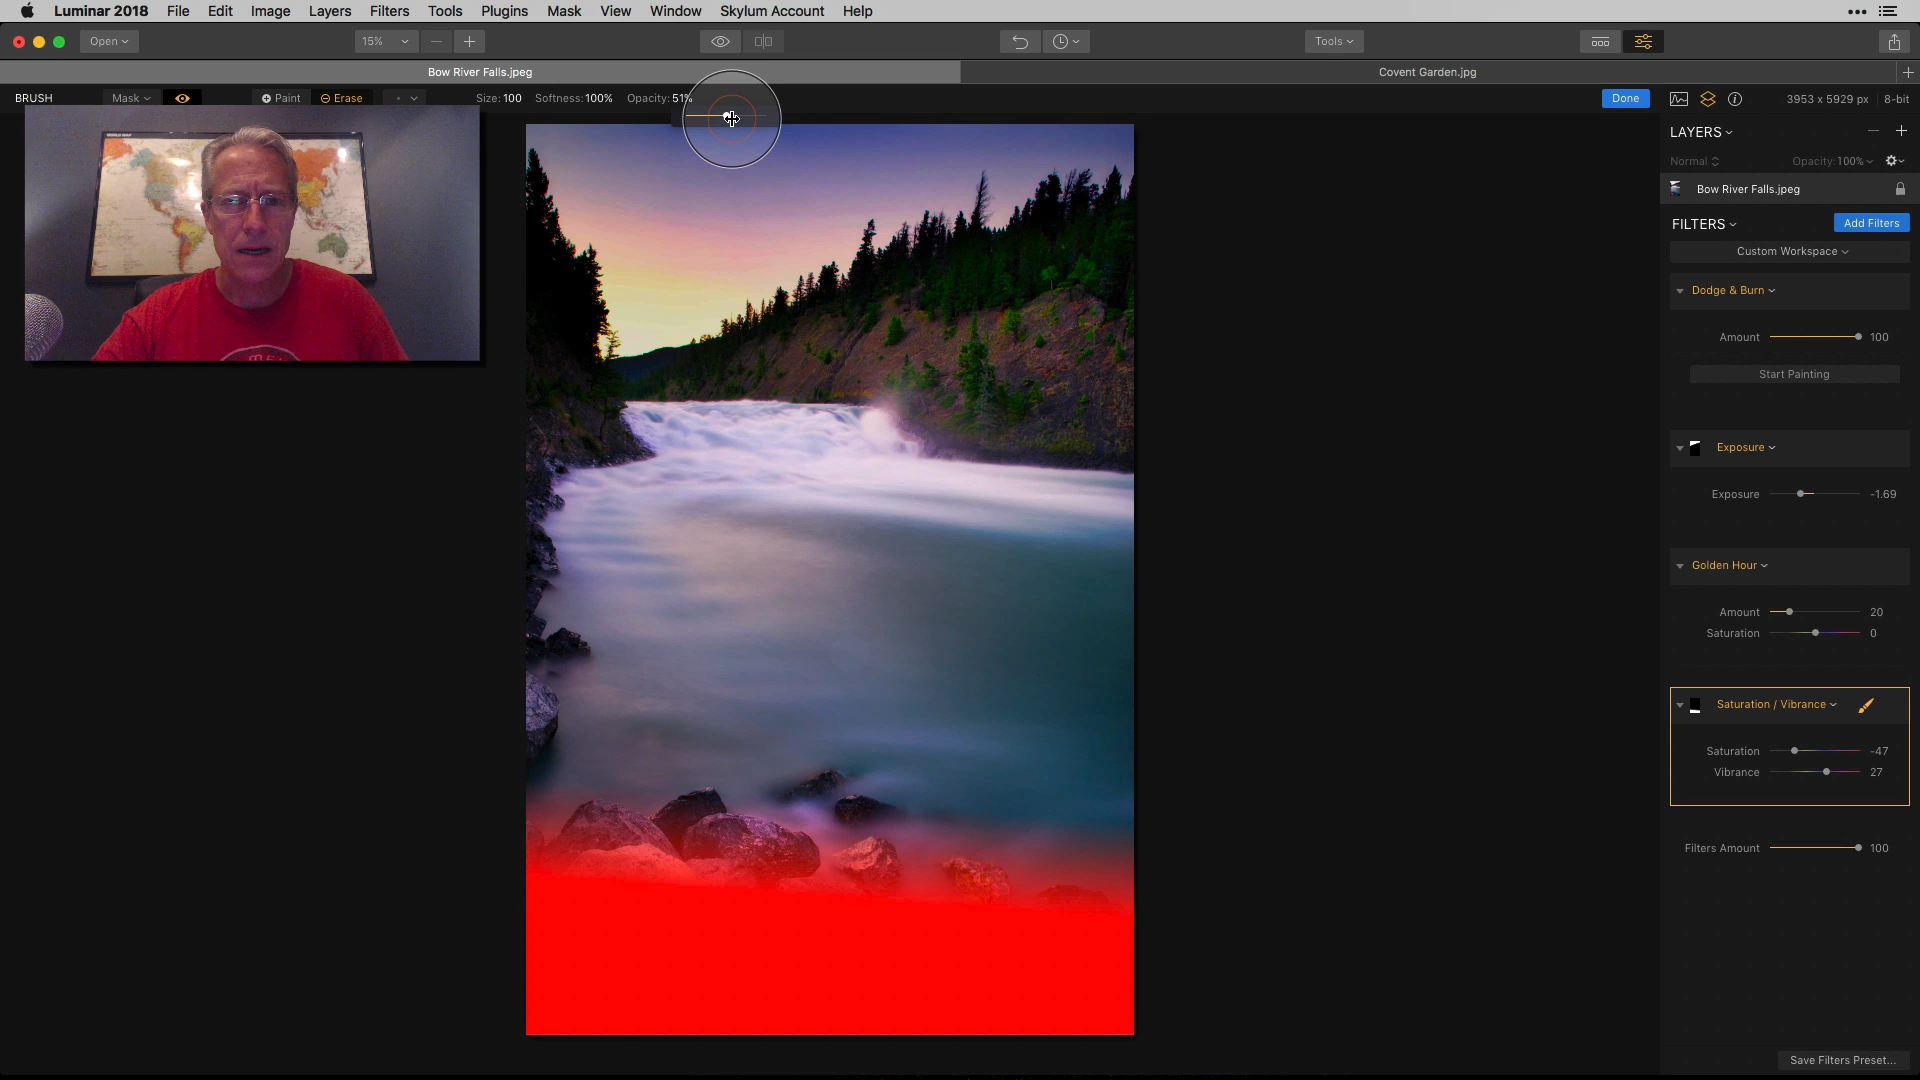 Luminar 2018 File Edit Image Layers Filters Tools Plugins Mask View Window Skylum Account Help
Open 15% Tools
Bow River Falls.jpeg Covent Garden.jpg
BRUSH Mask Paint Erase Size:100 Softness:100% Opacity:51% Done 3953 x 5929 px 8-bit
LAYERS
Normal Opacity:100%
Bow River Falls.jpeg
FILTERS Add Filters
Custom Workspace
Dodge & Burn
Amount 100
Start Painting
Exposure
Exposure -1.69
Golden Hour
Amount 20
Saturation 0
Saturation / Vibrance
Saturation -47
Vibrance 27
Filters Amount 100
Save Filters Preset...